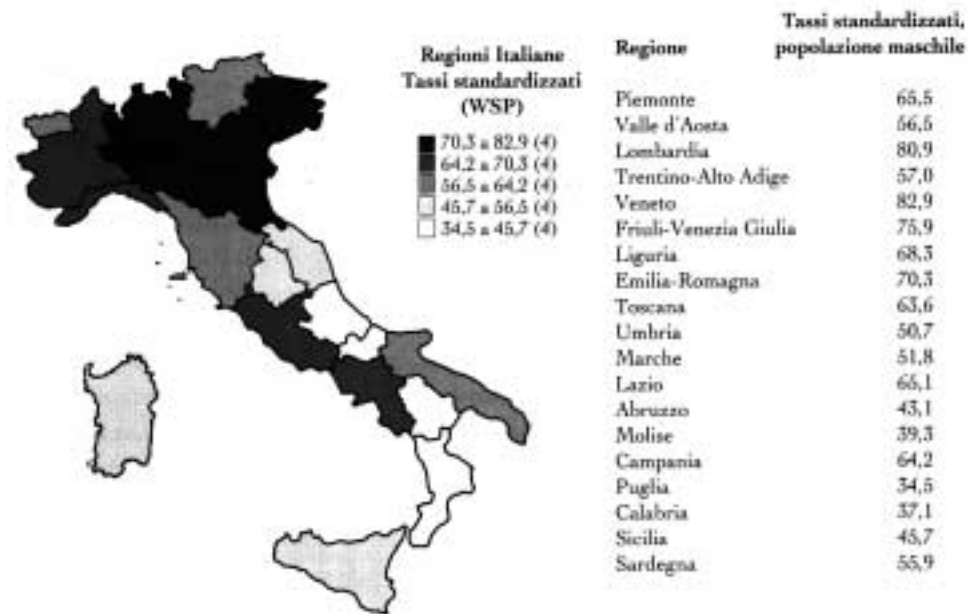 Regioni Italiane
Tassi standardizzati
(WSP)
70,3 a 82,9 (4)
64,2 a 70,3 (4)
56,5 a 64,2 (4)
45,7 a 56,5 (4)
34,5 a 45,7 (4)
Regione Tassi standardizzati, popolazione maschile
Piemonte 65,5
Valle d'Aosta 56,5
Lombardia 80,9
Trentino-Alto Adige 57,0
Veneto 82,9
Friuli-Venezia Giulia 75,9
Liguria 68,3
Emilia-Romagna 70,3
Toscana 63,6
Umbria 50,7
Marche 51,8
Lazio 65,1
Abruzzo 43,1
Molise 39,3
Campania 64,2
Puglia 34,5
Calabria 37,1
Sicilia 45,7
Sardegna 55,9